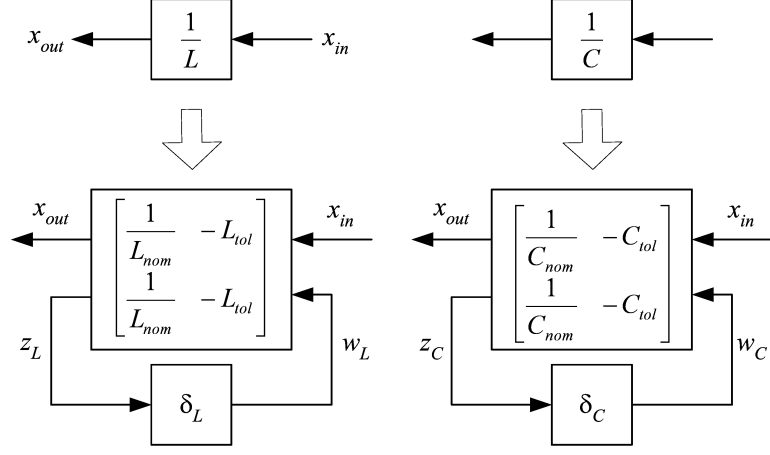 x_out 1/L x_in 1/C
x_out 1/L_nom -L_tol x_in x_out 1/C_nom -C_tol x_in
1/L_nom -L_tol 1/C_nom -C_tol
z_L w_L z_C w_C
δ_L δ_C